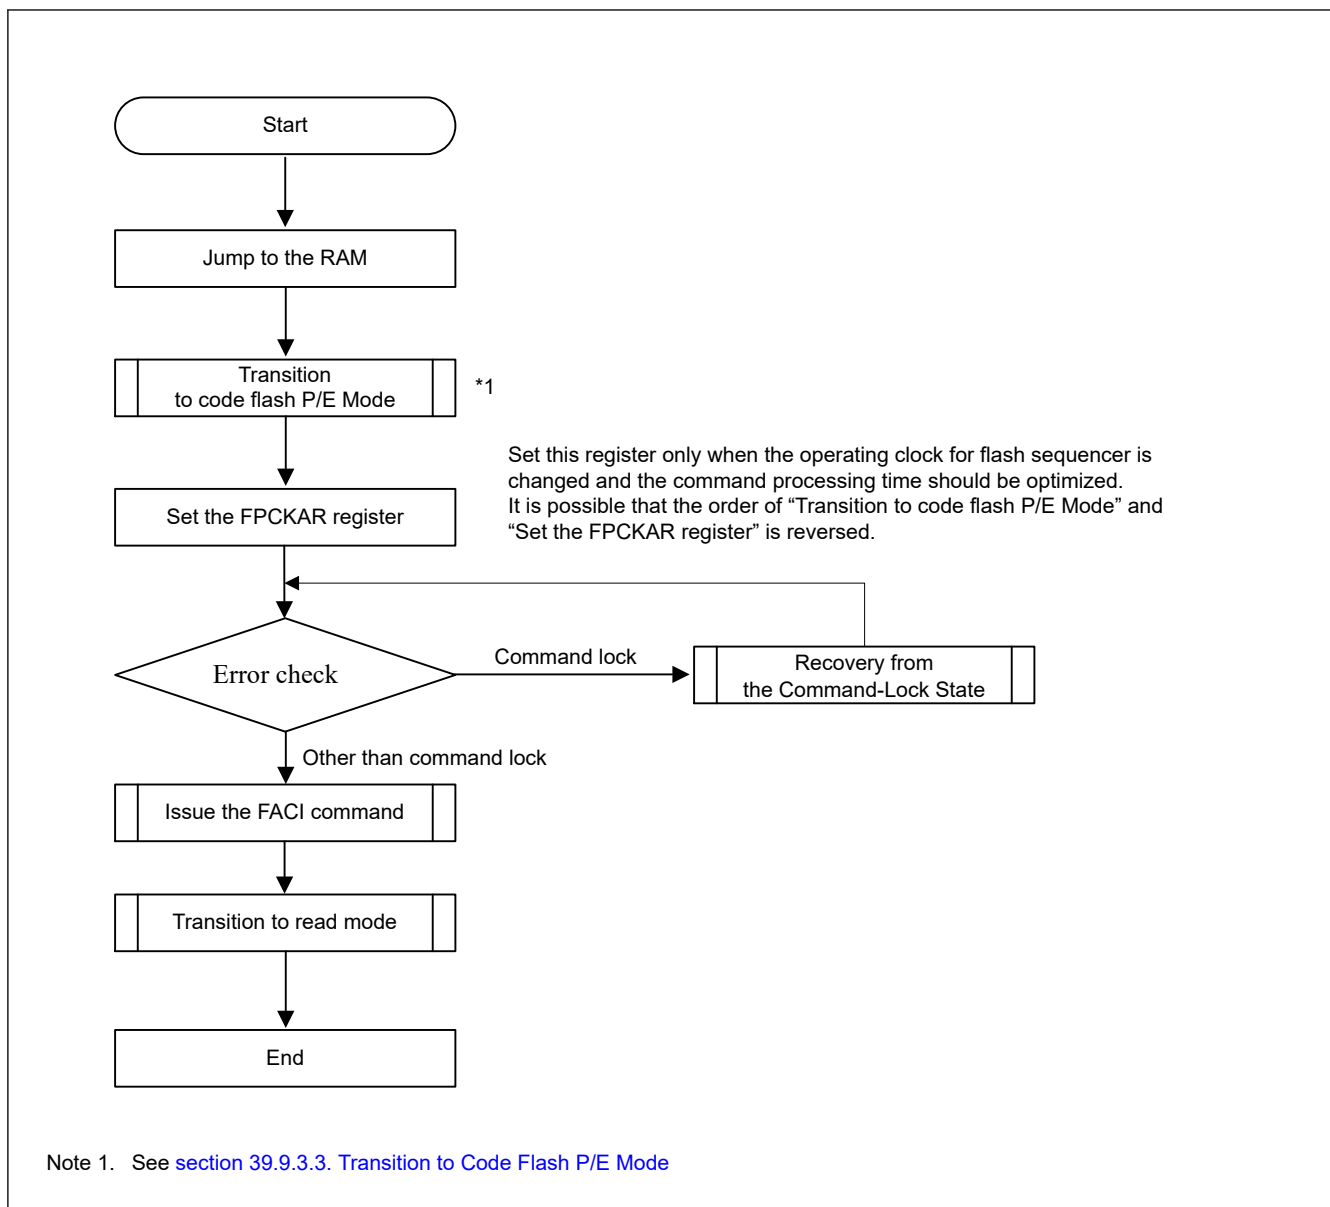 Start
Jump to the RAM
Transition
to code flash P/E Mode
*1
Set this register only when the operating clock for flash sequencer is
changed and the command processing time should be optimized.
It is possible that the order of “Transition to code flash P/E Mode” and
“Set the FPCKAR register” is reversed.
Set the FPCKAR register
Error check
Command lock
Recovery from
the Command-Lock State
Other than command lock
Issue the FACI command
Transition to read mode
End
Note 1. See section 39.9.3.3. Transition to Code Flash P/E Mode